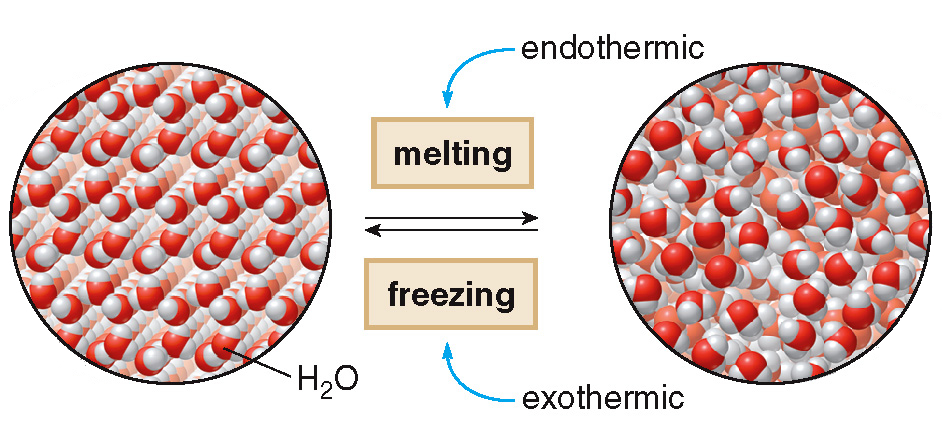 endothermic
melting
freezing
H₂O
exothermic